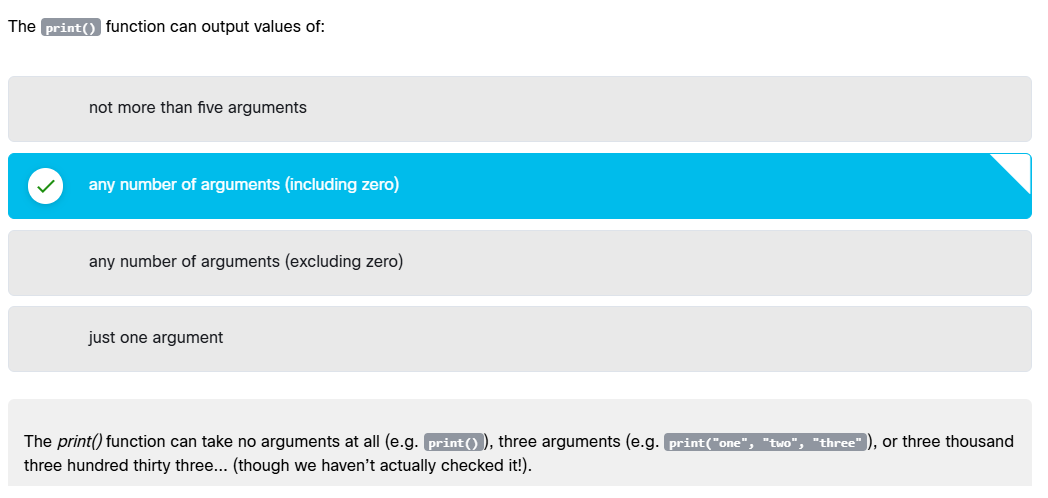 The print() function can output values of:
not more than five arguments
any number of arguments (including zero)
any number of arguments (excluding zero)
just one argument
The print() function can take no arguments at all (e.g. print()), three arguments (e.g. print("one", "two", "three")), or three thousand
three hundred thirty three... (though we haven’t actually checked it!).